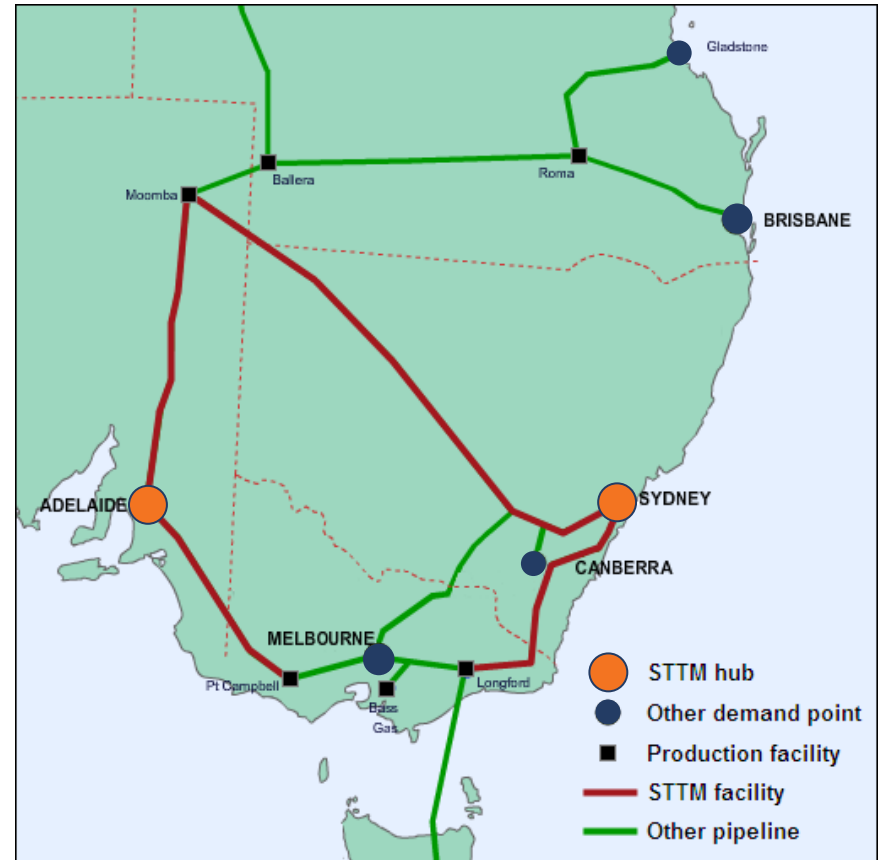 Gladstone
Ballera
Roma
Moomba
BRISBANE
ADELAIDE
SYDNEY
CANBERRA
MELBOURNE
Pt Campbell
Longford
Bass
Gas
STTM hub
Other demand point
Production facility
STTM facility
Other pipeline